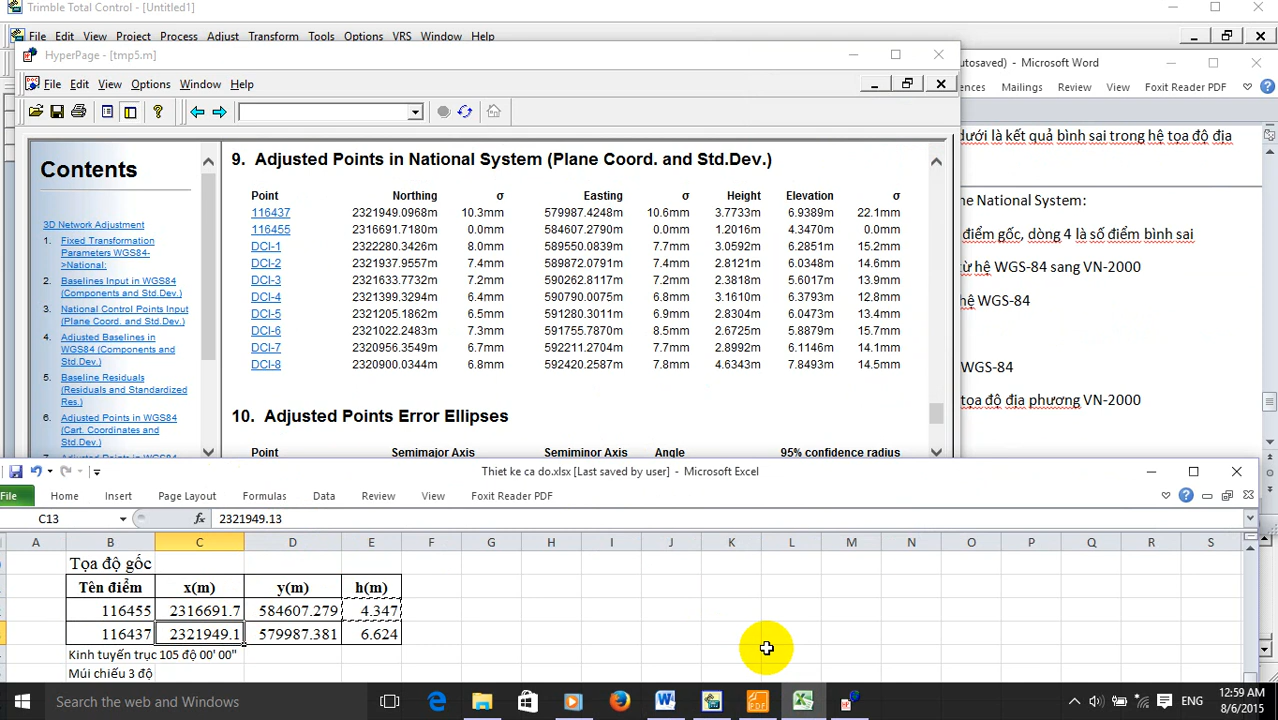 Trimble Total Control - [Untitled1]
File Edit View Project Process Adjust Transform Tools Options VRS Window Help
HyperPage - [tmp5.m]
File Edit View Options Window Help
utosaved) - Microsoft Word
ences Mailings Review View Foxit Reader PDF
Contents
3D Network Adjustment
1. Fixed Transformation Parameters WGS84->National:
2. Baselines Input in WGS84 (Components and Std.Dev.)
3. National Control Points Input (Plane Coord. and Std.Dev.)
4. Adjusted Baselines in WGS84 (Components and Std.Dev.)
5. Baseline Residuals (Residuals and Standardized Res.)
6. Adjusted Points in WGS84 (Cart. Coordinates and Std.Dev.)
9. Adjusted Points in National System (Plane Coord. and Std.Dev.)
Point Northing σ Easting σ Height Elevation σ
116437 2321949.0968m 10.3mm 579987.4248m 10.6mm 3.7733m 6.9389m 22.1mm
116455 2316691.7180m 0.0mm 584607.2790m 0.0mm 1.2016m 4.3470m 0.0mm
DCI-1 2322280.3426m 8.0mm 589550.0839m 7.7mm 3.0592m 6.2857m 15.2mm
DCI-2 2321937.9557m 7.4mm 589872.0791m 7.4mm 2.8121m 6.0348m 14.6mm
DCI-3 2321633.7732m 7.2mm 590262.8117m 7.2mm 2.3818m 5.6017m 13.9mm
DCI-4 2321399.3294m 6.4mm 590790.0075m 6.8mm 3.1610m 6.3793m 12.8mm
DCI-5 2321205.1862m 6.5mm 591280.3011m 6.9mm 2.8304m 6.0473m 13.4mm
DCI-6 2321022.2483m 7.3mm 591755.7870m 8.5mm 2.6725m 5.8879m 15.7mm
DCI-7 2320956.3549m 6.7mm 592211.2704m 7.7mm 2.8992m 6.1146m 14.1mm
DCI-8 2320900.0344m 6.8mm 592420.2587m 7.8mm 4.6343m 7.8493m 14.5mm
10. Adjusted Points Error Ellipses
Point Semimajor Axis Semiminor Axis Angle 95% confidence radius
dưới là kết quả bình sai trong hệ tọa độ địa
he National System:
điểm gốc, dòng 4 là số điểm bình sai
từ hệ WGS-84 sang VN-2000
hệ WGS-84
WGS-84
tọa độ địa phương VN-2000
Thiet ke ca do.xlsx [Last saved by user] - Microsoft Excel
File Home Insert Page Layout Formulas Data Review View Foxit Reader PDF
C13 fx 2321949.13
A B C D E F G H I J K L M N O P Q R S
Tọa độ gốc
Tên điểm x(m) y(m) h(m)
116455 2316691.7 584607.279 4.347
116437 2321949.1 579987.381 6.624
Kinh tuyến trục 105 độ 00' 00"
Múi chiếu 3 độ
Search the web and Windows
ENG
12:59 AM
8/6/2015